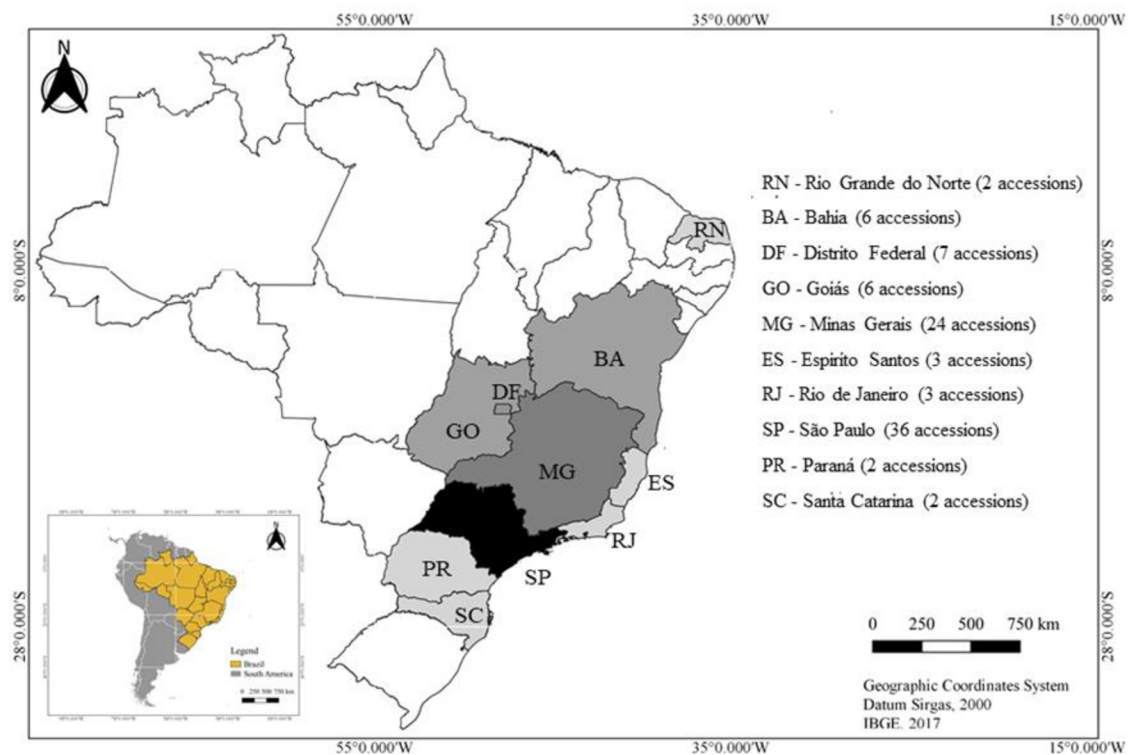 55°0.000'W 35°0.000'W 15°0.000'W
N
8°0.000'S 8°0.000'S
28°0.000'S 28°0.000'S
RN
BA
DF
GO
MG
ES
RJ
SP
PR
SC
RN - Rio Grande do Norte (2 accessions)
BA - Bahia (6 accessions)
DF - Distrito Federal (7 accessions)
GO - Goiás (6 accessions)
MG - Minas Gerais (24 accessions)
ES - Espirito Santos (3 accessions)
RJ - Rio de Janeiro (3 accessions)
SP - São Paulo (36 accessions)
PR - Paraná (2 accessions)
SC - Santa Catarina (2 accessions)
Legend
Brazil
South America
0 250 500 750 km
0 250 500 750 km
Geographic Coordinates System
Datum Sirgas, 2000
IBGE, 2017
55°0.000'W 35°0.000'W 15°0.000'W